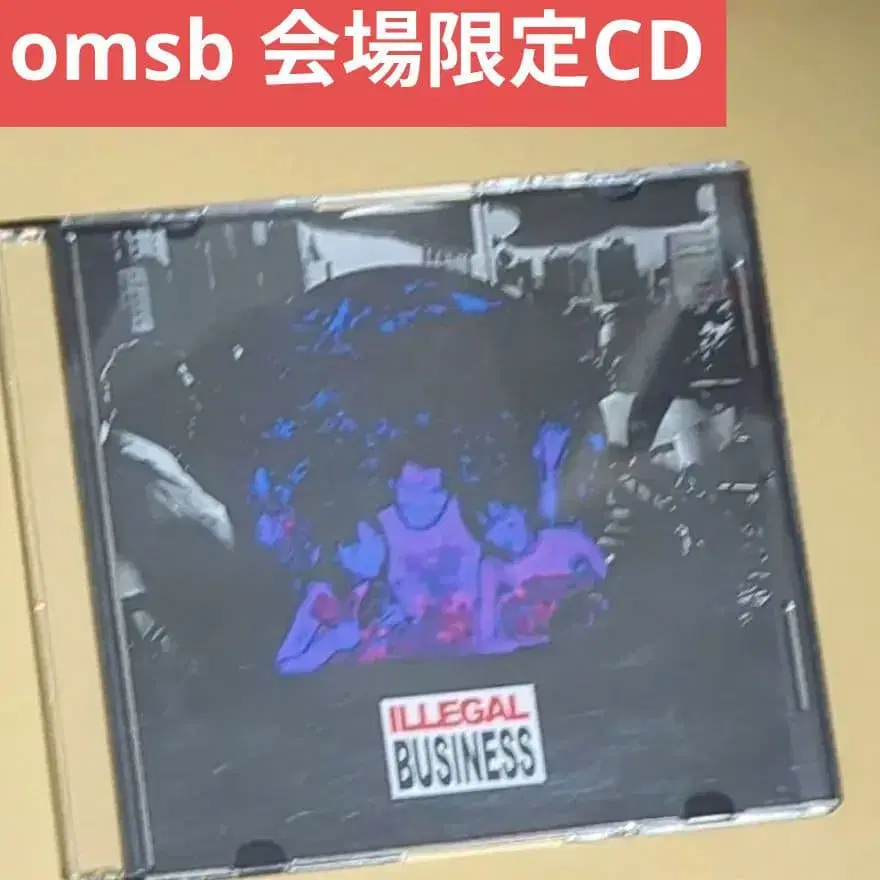 omsb 会場限定CD
ILLEGAL
BUSINESS